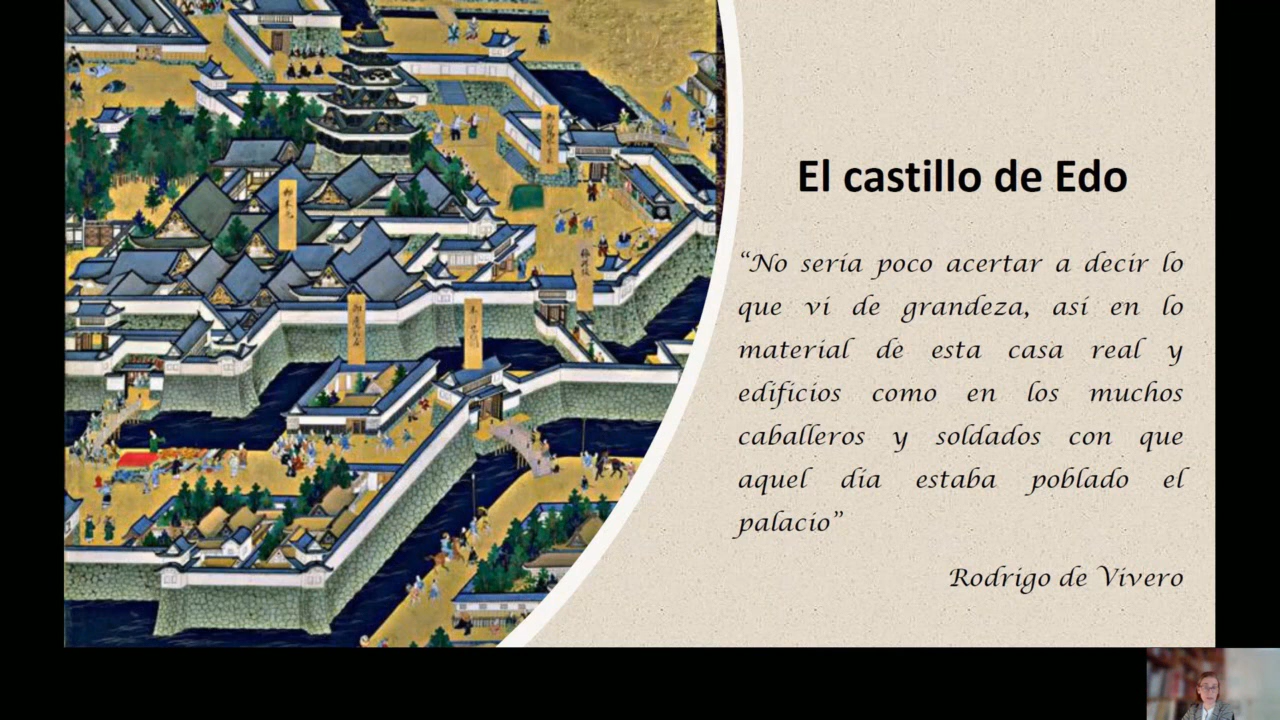 El castillo de Edo
“No sería poco acertar a decir lo
que vi de grandeza, así en lo
material de esta casa real y
edificios como en los muchos
caballeros y soldados con que
aquel día estaba poblado el
palacio”
Rodrigo de Vivero